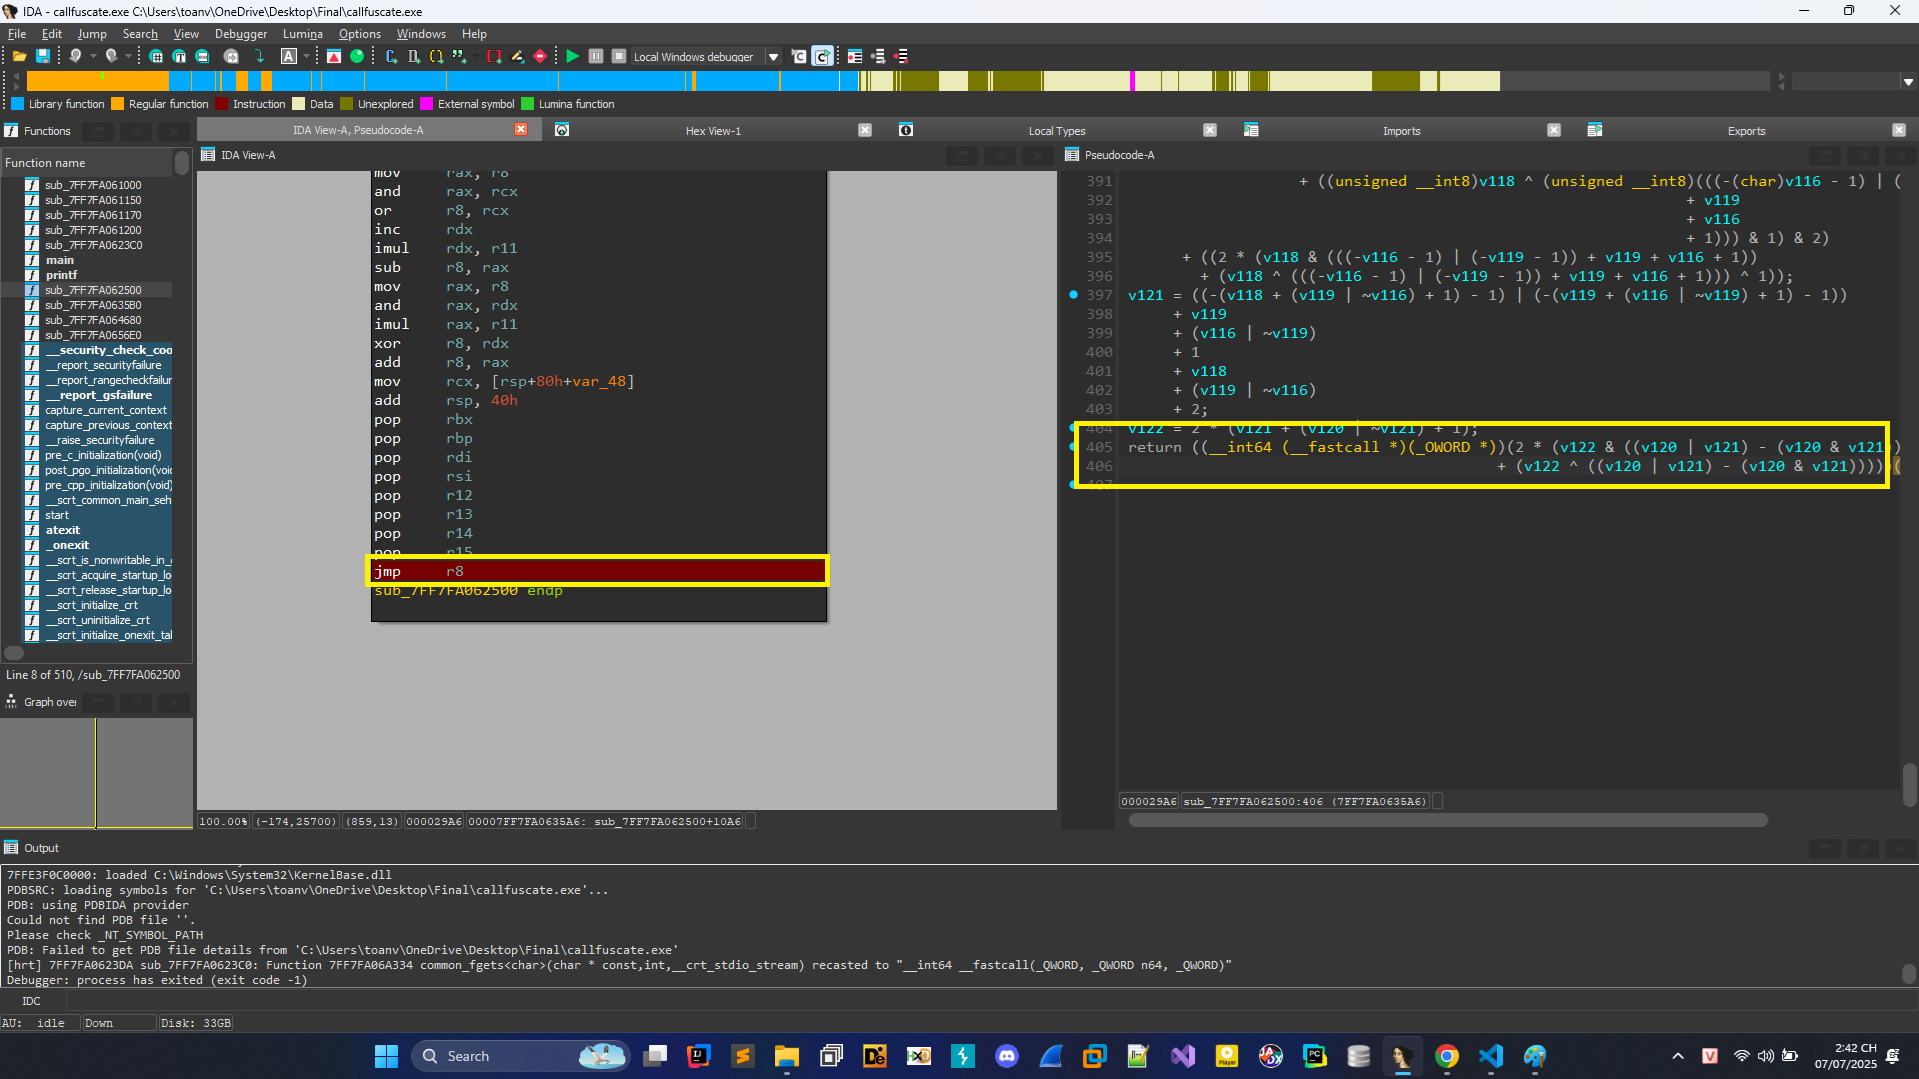 IDA - callfuscate.exe C:\Users\toanv\OneDrive\Desktop\Final\callfuscate.exe
File Edit Jump Search View Debugger Lumina Options Windows Help
Local Windows debugger
Library function Regular function Instruction Data Unexplored External symbol Lumina function
Functions
IDA View-A, Pseudocode-A
Hex View-1
Local Types
Imports
Exports
Function name
sub_7FF7FA061000
sub_7FF7FA061150
sub_7FF7FA061170
sub_7FF7FA061200
sub_7FF7FA0623C0
main
printf
sub_7FF7FA062500
sub_7FF7FA0635B0
sub_7FF7FA064680
sub_7FF7FA0656E0
__security_check_coo
__report_securityfailure
__report_rangecheckfailur
__report_gsfailure
capture_current_context
capture_previous_context
__raise_securityfailure
pre_c_initialization(void)
post_pgo_initialization(voic
pre_cpp_initialization(void)
__scrt_common_main_seh
start
atexit
_onexit
__scrt_is_nonwritable_in_
__scrt_acquire_startup_lo
__scrt_release_startup_lo
__scrt_initialize_crt
__scrt_uninitialize_crt
__scrt_initialize_onexit_tal
Line 8 of 510, /sub_7FF7FA062500
Graph over
IDA View-A
mov rax, r8
and rax, rcx
or r8, rcx
inc rdx
imul rdx, r11
sub r8, rax
mov rax, r8
and rax, rdx
imul rax, r11
xor r8, rdx
add r8, rax
mov rcx, [rsp+80h+var_48]
add rsp, 40h
pop rbx
pop rbp
pop rdi
pop rsi
pop r12
pop r13
pop r14
pop r15
jmp r8
sub_7FF7FA062500 endp
100.00% (-174,25700) (859,13) 000029A6 00007FF7FA0635A6: sub_7FF7FA062500+10A6
Pseudocode-A
391 + ((unsigned __int8)v118 ^ (unsigned __int8)(((-(char)v116 - 1) | (
392 + v119
393 + v116
394 + 1))) & 1) & 2)
395 + ((2 * (v118 & (((-v116 - 1) | (-v119 - 1)) + v119 + v116 + 1))
396 + (v118 ^ (((-v116 - 1) | (-v119 - 1)) + v119 + v116 + 1))) ^ 1));
397 v121 = ((-(v118 + (v119 | ~v116) + 1) - 1) | (-(v119 + (v116 | ~v119) + 1) - 1))
398 + v119
399 + (v116 | ~v119)
400 + 1
401 + v118
402 + (v119 | ~v116)
403 + 2;
404 v122 = 2 * (v121 + (v120 | ~v121) + 1);
405 return ((__int64 (__fastcall *)(_QWORD *))(2 * (v122 & ((v120 | v121) - (v120 & v121))
406 + (v122 ^ ((v120 | v121) - (v120 & v121))))(
407
000029A6 sub_7FF7FA062500:406 (7FF7FA0635A6)
Output
7FFE3F0C0000: loaded C:\Windows\System32\KernelBase.dll
PDBSRC: loading symbols for 'C:\Users\toanv\OneDrive\Desktop\Final\callfuscate.exe'...
PDB: using PDBIDA provider
Could not find PDB file ''.
Please check _NT_SYMBOL_PATH
PDB: Failed to get PDB file details from 'C:\Users\toanv\OneDrive\Desktop\Final\callfuscate.exe'
[hrt] 7FF7FA0623DA sub_7FF7FA0623C0: Function 7FF7FA06A334 common_fgets<char>(char * const,int,__crt_stdio_stream) recasted to "__int64 __fastcall(_QWORD, _QWORD n64, _QWORD)"
Debugger: process has exited (exit code -1)
IDC
AU: idle Down Disk: 33GB
Search
2:42 CH
07/07/2025